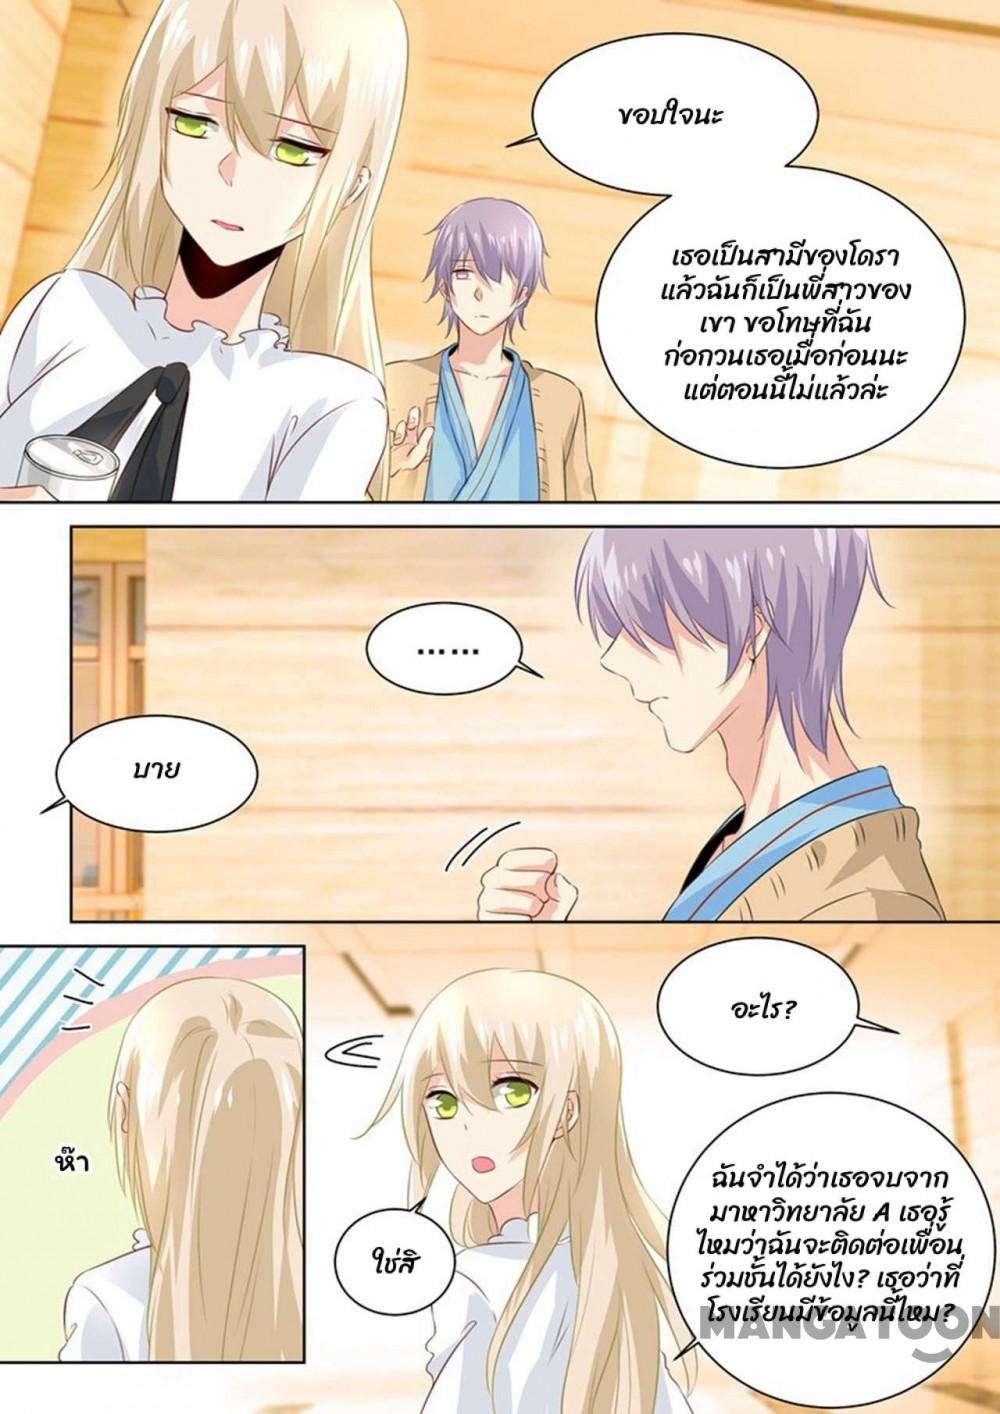 ขอบใจนะ
เธอเป็นสามีของโดรา
แล้วฉันก็เป็นพี่สาวของ
เขา ขอโทษที่ฉัน
ก่อกวนเธอเมื่อก่อนนะ
แต่ตอนนี้ไม่แล้วล่ะ
......
บาย
ห๊า
อะไร?
ใช่สิ
ฉันจำได้ว่าเธอจบจาก
มาหาวิทยาลัย A เธอรู้
ไหมว่าฉันจะติดต่อเพื่อน
ร่วมชั้นได้ยังไง? เธอว่าที่
โรงเรียนมีข้อมูลนี้ไหม?
MANGATOON